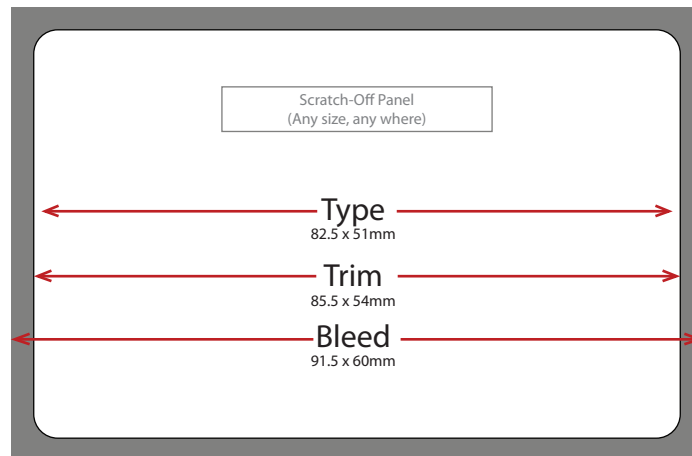 Scratch-Off Panel
(Any size, any where)
Type
82.5 x 51mm
Trim
85.5 x 54mm
Bleed
91.5 x 60mm